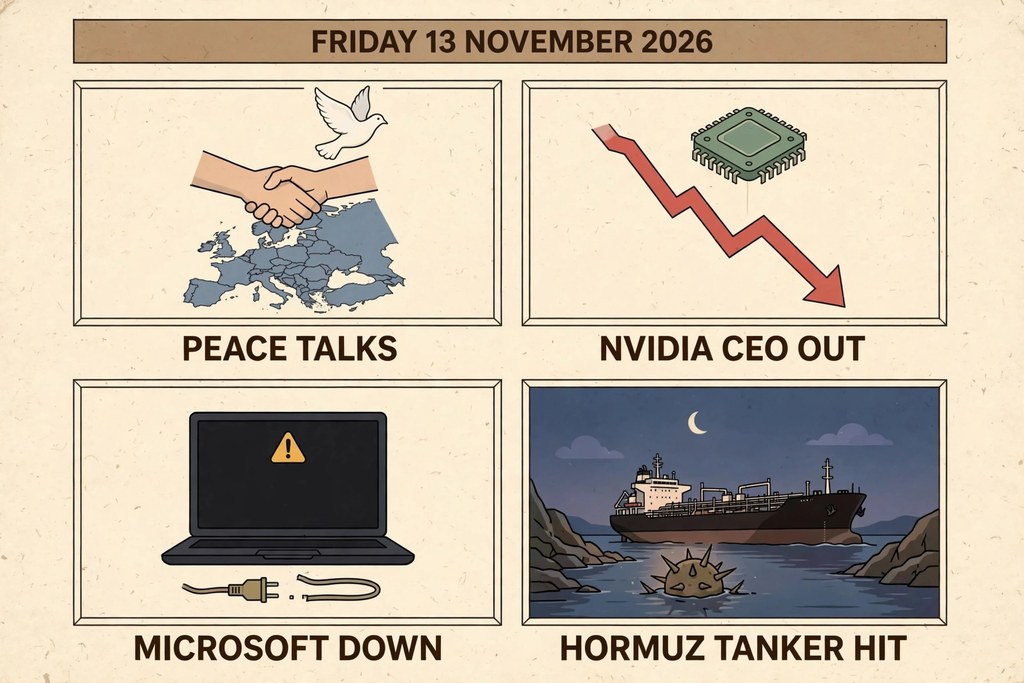 FRIDAY 13 NOVEMBER 2026
PEACE TALKS
NVIDIA CEO OUT
MICROSOFT DOWN
HORMUZ TANKER HIT